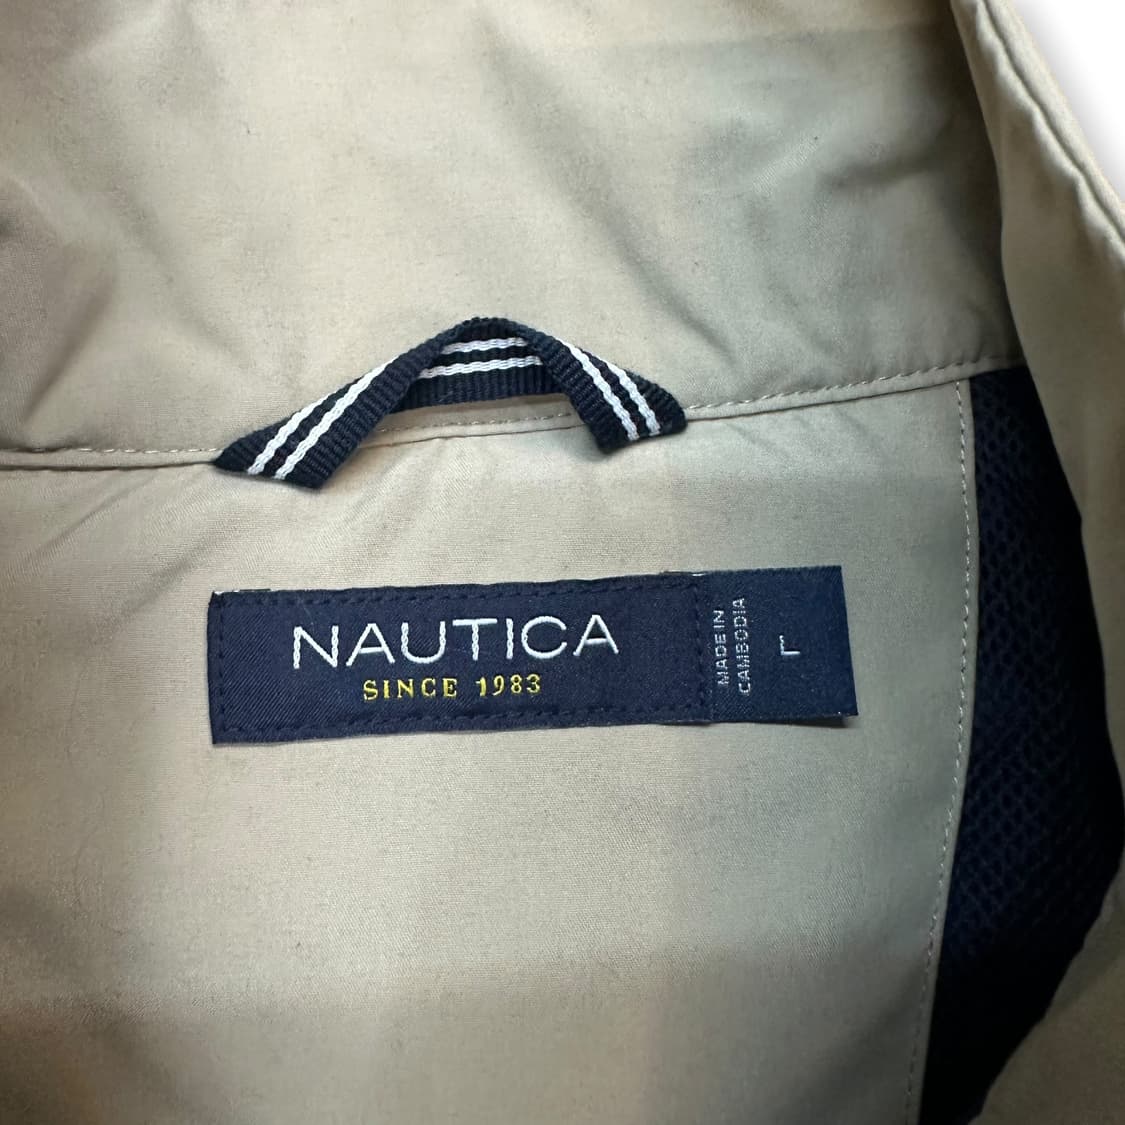 NAUTICA
SINCE 1983
MADE IN
CAMBODIA
L